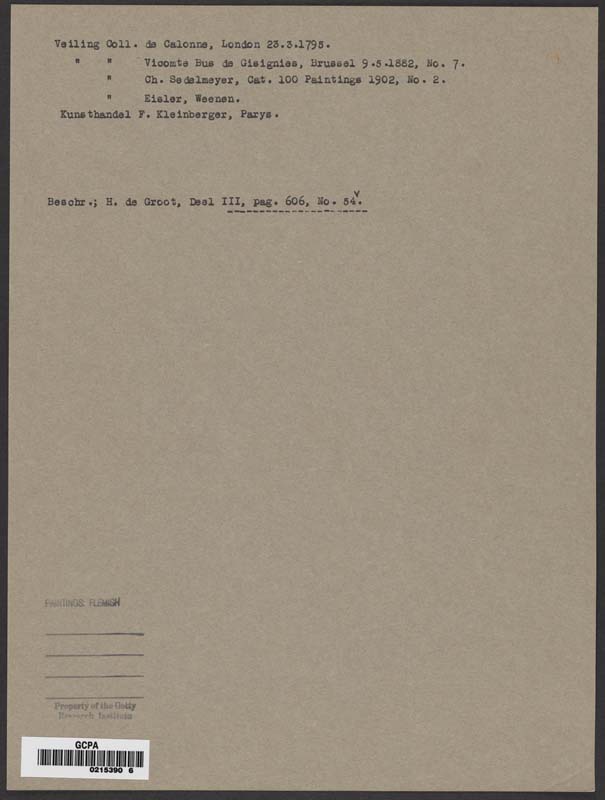 Veiling Coll. de Calonne, London 23.3.1795.
" " Vicomte Bus de Gisignies, Brussel 9.5.1882, No. 7.
" Ch. Sedelmeyer, Cat. 100 Paintings 1902, No. 2.
" Eisler, Weenen.
Kunsthandel F. Kleinberger, Parys.
Beschr.; H. de Groot, Deel III, pag. 606, No. 54.
PAINTINGS: FLEMISH
Property of the Getty
Research Institute
GCPA
0215390 6